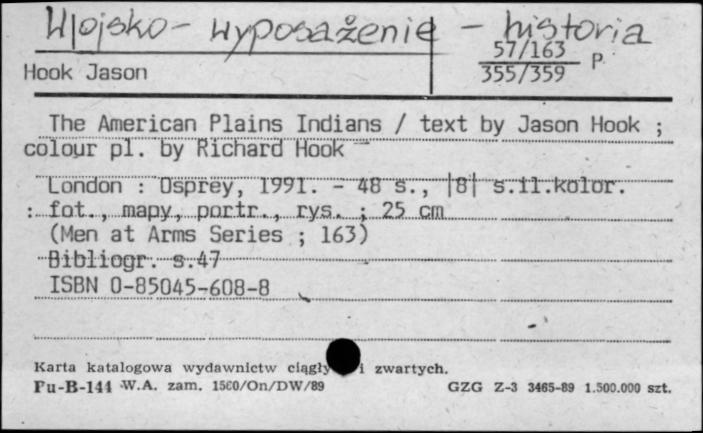 Wojsko - wyposażenie - historia
57/163
355/359 P.
Hook Jason
The American Plains Indians / text by Jason Hook ;
colour pl. by Richard Hook
London : Osprey, 1991. - 48 s., |8| s.il.kolor.
: fot., mapy, portr., rys. ; 25 cm
(Men at Arms Series ; 163)
Bibliogr. s.47
ISBN 0-85045-608-8
Karta katalogowa wydawnictw ciągły i zwartych.
Pu-B-144 W.A. zam. 1560/On/DW/89 GZG Z-3 3465-89 1.500.000 szt.